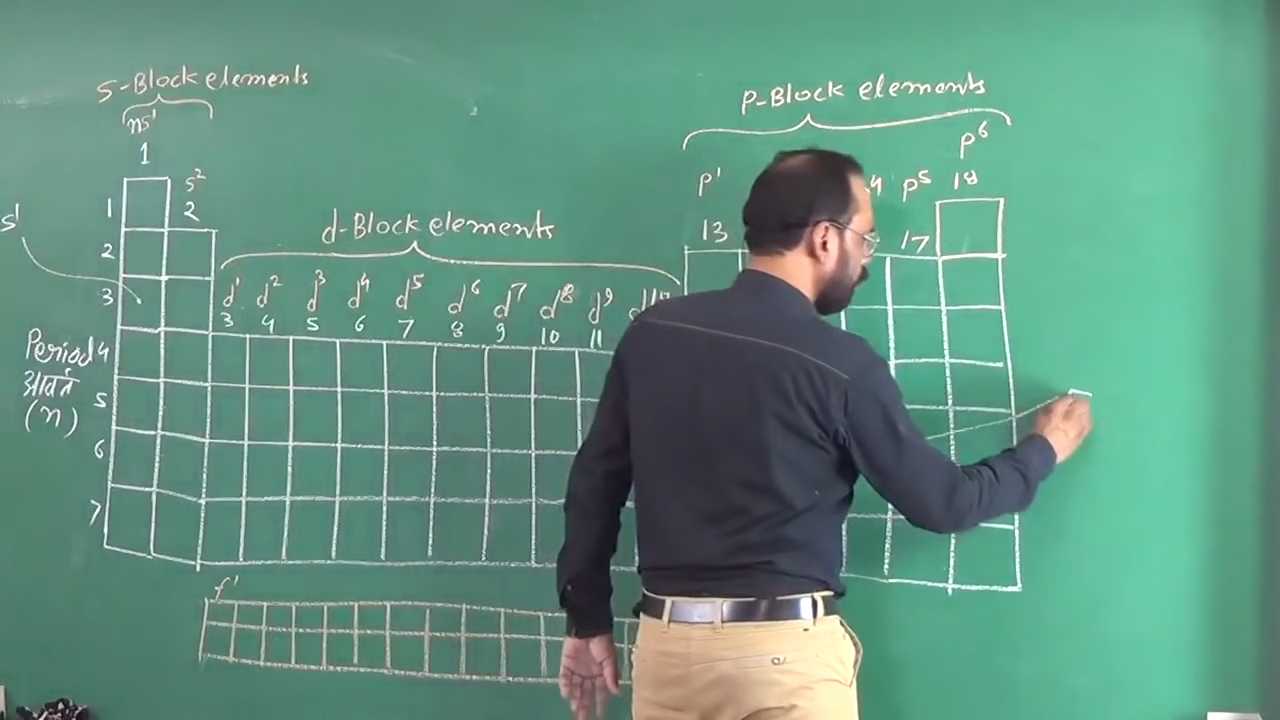 s-Block elements
ns¹
1
s²
2
s¹
1
2
3
Period 4
आवर्त
5
(n)
6
7
d-Block elements
d¹ d² d³ d⁴ d⁵ d⁶ d⁷ d⁸ d⁹ d¹⁰
3 4 5 6 7 8 9 10 11
f¹
p-Block elements
p⁶
p¹ 4 p⁵ 18
13 17